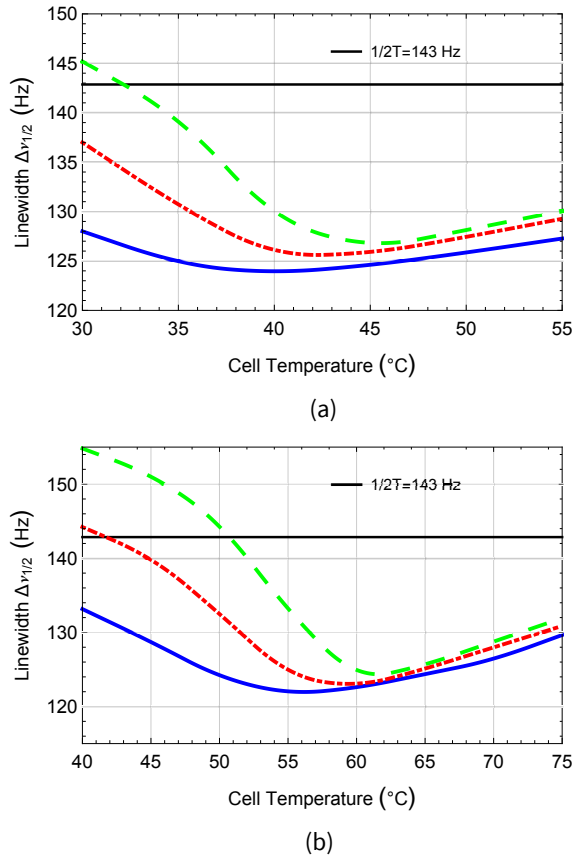 150
145
140
135
130
125
120
Linewidth Δν1/2 (Hz)
1/2T=143 Hz
30 35 40 45 50 55
Cell Temperature (°C)
(a)
150
140
130
120
Linewidth Δν1/2 (Hz)
1/2T=143 Hz
40 45 50 55 60 65 70 75
Cell Temperature (°C)
(b)